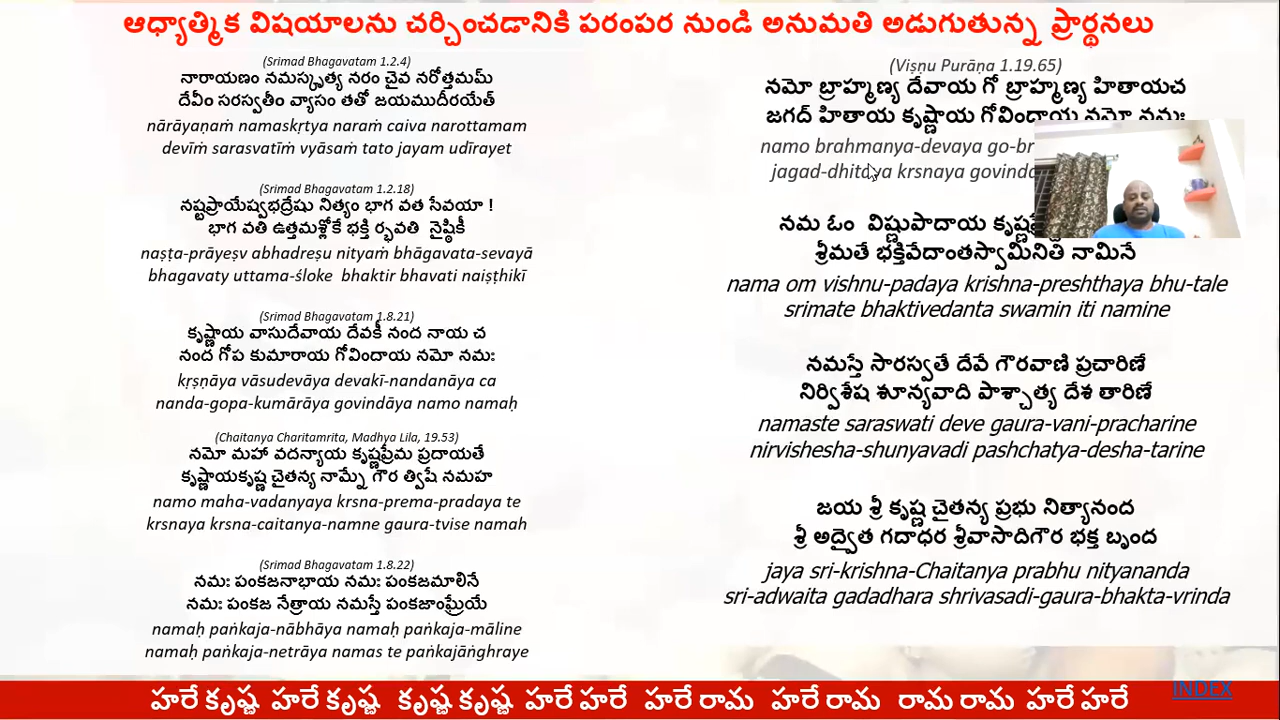 ఆధ్యాత్మిక విషయాలను చర్చించడానికి పరంపర నుండి అనుమతి అడుగుతున్న ప్రార్థనలు
(Srimad Bhagavatam 1.2.4)
నారాయణం నమస్కృత్య నరం చైవ నరోత్తమమ్
దేవీం సరస్వతీం వ్యాసం తతో జయముదీరయేత్
nārāyaṇaṁ namaskṛtya naraṁ caiva narottamam
devīṁ sarasvatīṁ vyāsaṁ tato jayam udīrayet
(Srimad Bhagavatam 1.2.18)
నష్టప్రాయేష్వభద్రేషు నిత్యం భాగ వత సేవయా !
భాగ వతి ఉత్తమశ్లోకే భక్తి ర్భవతి నైష్ఠికీ
naṣṭa-prāyeṣv abhadreṣu nityaṁ bhāgavata-sevayā
bhagavaty uttama-śloke bhaktir bhavati naiṣṭhikī
(Srimad Bhagavatam 1.8.21)
కృష్ణాయ వాసుదేవాయ దేవకీ నంద నాయ చ
నంద గోప కుమారాయ గోవిందాయ నమో నమః
kṛṣṇāya vāsudevāya devakī-nandanāya ca
nanda-gopa-kumārāya govindāya namo namaḥ
(Chaitanya Charitamrita, Madhya Lila, 19.53)
నమో మహా వదన్యాయ కృష్ణప్రేమ ప్రదాయతే
కృష్ణాయకృష్ణ చైతన్య నామ్నే గౌర త్విషే నమహ
namo maha-vadanyaya krsna-prema-pradaya te
krsnaya krsna-caitanya-namne gaura-tvise namah
(Srimad Bhagavatam 1.8.22)
నమః పంకజనాభాయ నమః పంకజమాలినే
నమః పంకజ నేత్రాయ నమస్తే పంకజాంఘ్రేయే
namaḥ paṅkaja-nābhāya namaḥ paṅkaja-māline
namaḥ paṅkaja-netrāya namas te paṅkajāṅghraye
(Viṣṇu Purāṇa 1.19.65)
నమో బ్రాహ్మణ్య దేవాయ గో బ్రాహ్మణ్య హితాయచ
జగద్ హితాయ కృష్ణాయ గోవిందాయ నమో నమః
namo brahmanya-devaya go-br
jagad-dhitaya krsnaya govinda
నమ ఓం విష్ణుపాదాయ
శ్రీమతే భక్తివేదాంతస్వామినితి నామినే
nama om vishnu-padaya krishna-preshthaya bhu-tale
srimate bhaktivedanta swamin iti namine
నమస్తే సారస్వతే దేవే గౌరవాణి ప్రచారిణే
నిర్విశేష శూన్యవాది పాశ్చాత్య దేశ తారిణే
namaste saraswati deve gaura-vani-pracharine
nirvishesha-shunyavadi pashchatya-desha-tarine
జయ శ్రీ కృష్ణ చైతన్య ప్రభు నిత్యానంద
శ్రీ అద్వైత గదాధర శ్రీవాసాదిగౌర భక్త బృంద
jaya sri-krishna-Chaitanya prabhu nityananda
sri-adwaita gadadhara shrivasadi-gaura-bhakta-vrinda
హరే కృష్ణ హరే కృష్ణ కృష్ణ కృష్ణ హరే హరే హరే రామ హరే రామ రామ రామ హరే హరే
INDEX